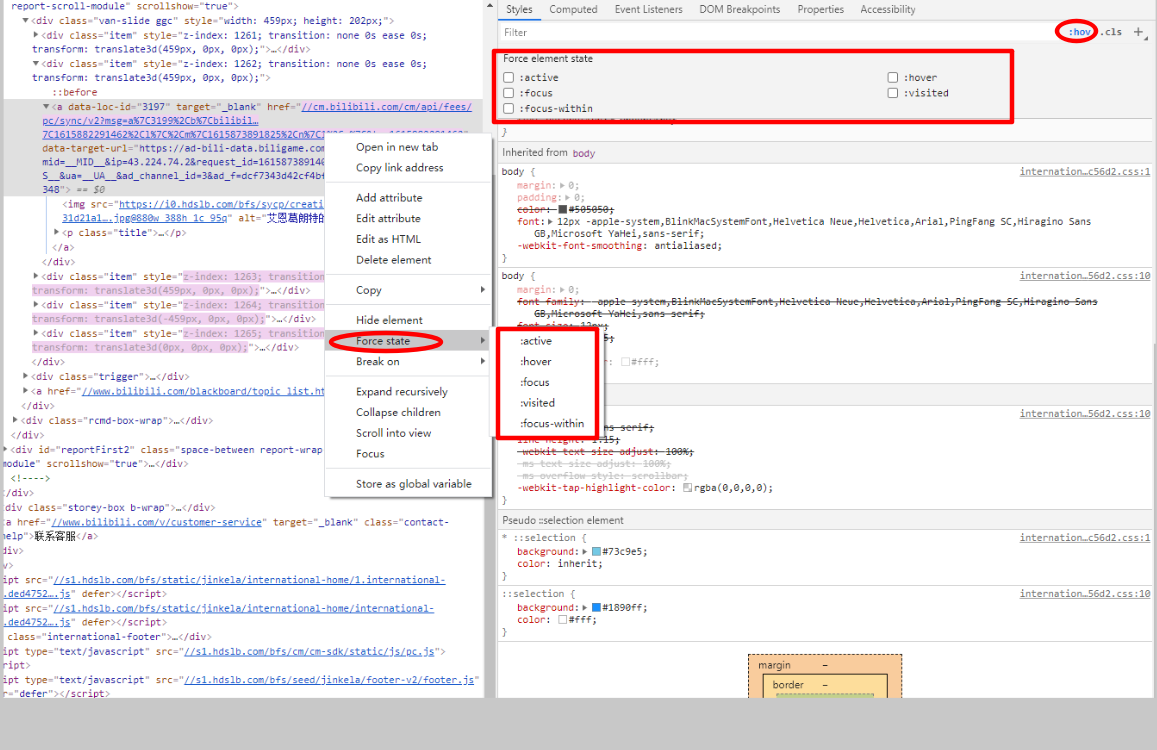 report-scroll-module" scrollshow="true">
▼<div class="van-slide ggc" style="width: 459px; height: 202px;">
▶<div class="item" style="z-index: 1261; transition: none 0s ease 0s;
transform: translate3d(459px, 0px, 0px);">…</div>
▼<div class="item" style="z-index: 1262; transition: none 0s ease 0s;
transform: translate3d(459px, 0px, 0px);">
::before
▼<a data-loc-id="3197" target="_blank" href="//cm.bilibili.com/cm/api/fees/
pc/sync/v2?msg=a%7C3199%2Cb%7Cbilibil…
7C1615882291462%2Cl%7C%2Cm%7C1615873891825%2Cn%7C
data-target-url="https://ad-bili-data.biligame.com
mid=__MID__&ip=43.224.74.2&request_id=16158738914
S__&ua=__UA__&ad_channel_id=3&ad_f=dcf7343d42cf4b
348"> == $0
<img src="https://i0.hdslb.com/bfs/sycp/creati
31d21a1….jpg@880w_388h_1c_95q" alt="艾恩葛朗特的
▶<p class="title">…</p>
</a>
</div>
▶<div class="item" style="z-index: 1263; transition
transform: translate3d(459px, 0px, 0px);">…</div>
▶<div class="item" style="z-index: 1264; transition
transform: translate3d(-459px, 0px, 0px);">…</div>
▶<div class="item" style="z-index: 1265; transition
transform: translate3d(0px, 0px, 0px);">…</div>
</div>
▶<div class="trigger">…</div>
▶<a href="//www.bilibili.com/blackboard/topic_list.ht
</div>
▶<div class="rcmd-box-wrap">…</div>
</div>
▶<div id="reportFirst2" class="space-between report-wrap
module" scrollshow="true">…</div>
<!---->
</div>
div class="storey-box b-wrap">…</div>
a href="//www.bilibili.com/v/customer-service" target="_blank" class="contact-
help">联系客服</a>
div>
v>
ipt src="//s1.hdslb.com/bfs/static/jinkela/international-home/1.international-
.ded4752….js" defer></script>
ipt src="//s1.hdslb.com/bfs/static/jinkela/international-home/international-
.ded4752….js" defer></script>
class="international-footer">…</div>
ipt type="text/javascript" src="//s1.hdslb.com/bfs/cm/cm-sdk/static/js/pc.js">
ript>
ipt type="text/javascript" src="//s1.hdslb.com/bfs/seed/jinkela/footer-v2/footer.js"
r="defer"></script>
Open in new tab
Copy link address
Add attribute
Edit attribute
Edit as HTML
Delete element
Copy
Hide element
Force state
Break on
Expand recursively
Collapse children
Scroll into view
Focus
Store as global variable
:active
:hover
:focus
:visited
:focus-within
Styles Computed Event Listeners DOM Breakpoints Properties Accessibility
Filter :hov .cls +
Force element state
:active :hover
:focus :visited
:focus-within
}
Inherited from body
body { internation…c56d2.css:1
margin:▶ 0;
padding:▶ 0;
color: #505050;
font:▶ 12px -apple-system,BlinkMacSystemFont,Helvetica Neue,Helvetica,Arial,PingFang SC,Hiragino Sans
GB,Microsoft YaHei,sans-serif;
-webkit-font-smoothing: antialiased;
}
body { internation…56d2.css:10
margin:▶ 0;
font-family: -apple-system,BlinkMacSystemFont,Helvetica Neue,Helvetica,Arial,PingFang SC,Hiragino Sans
GB,Microsoft YaHei,sans-serif;
font-size: 12px;
5;
: #fff;
internation…56d2.css:10
ns-serif;
line-height: 1.15;
-webkit-text-size-adjust: 100%;
-ms-text-size-adjust: 100%;
-ms-overflow-style: scrollbar;
-webkit-tap-highlight-color: rgba(0,0,0,0);
}
Pseudo ::selection element
* ::selection { internation…c56d2.css:1
background:▶ #73c9e5;
color: inherit;
}
::selection { internation…56d2.css:10
background:▶ #1890ff;
color: #fff;
}
margin –
border –